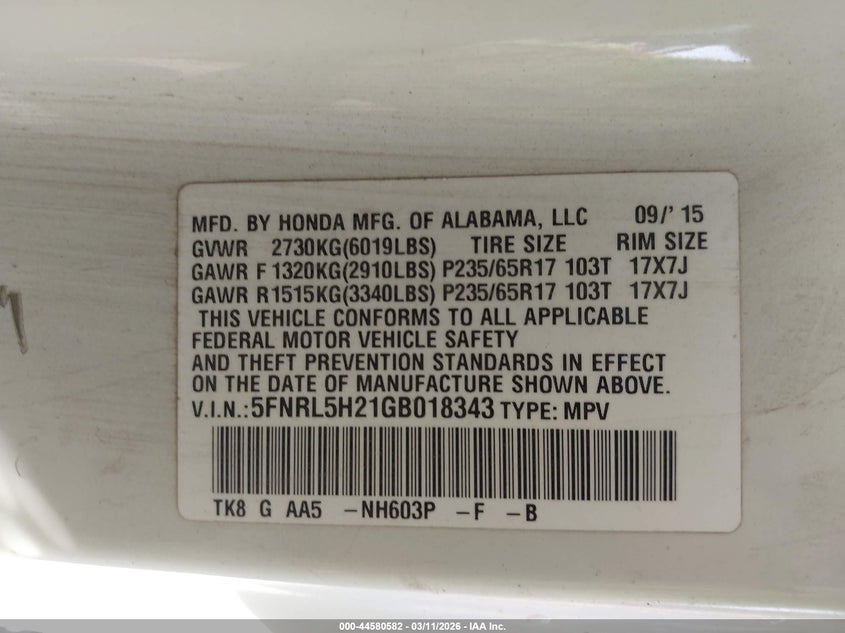 MFD. BY HONDA MFG. OF ALABAMA, LLC 09/' 15
GVWR 2730KG(6019LBS) TIRE SIZE RIM SIZE
GAWR F 1320KG(2910LBS) P235/65R17 103T 17X7J
GAWR R1515KG(3340LBS) P235/65R17 103T 17X7J
THIS VEHICLE CONFORMS TO ALL APPLICABLE
FEDERAL MOTOR VEHICLE SAFETY
AND THEFT PREVENTION STANDARDS IN EFFECT
ON THE DATE OF MANUFACTURE SHOWN ABOVE.
V.I.N.:5FNRL5H21GB018343 TYPE: MPV
TK8 G AA5 -NH603P -F -B
000-44580582 - 03/11/2026 - IAA Inc.